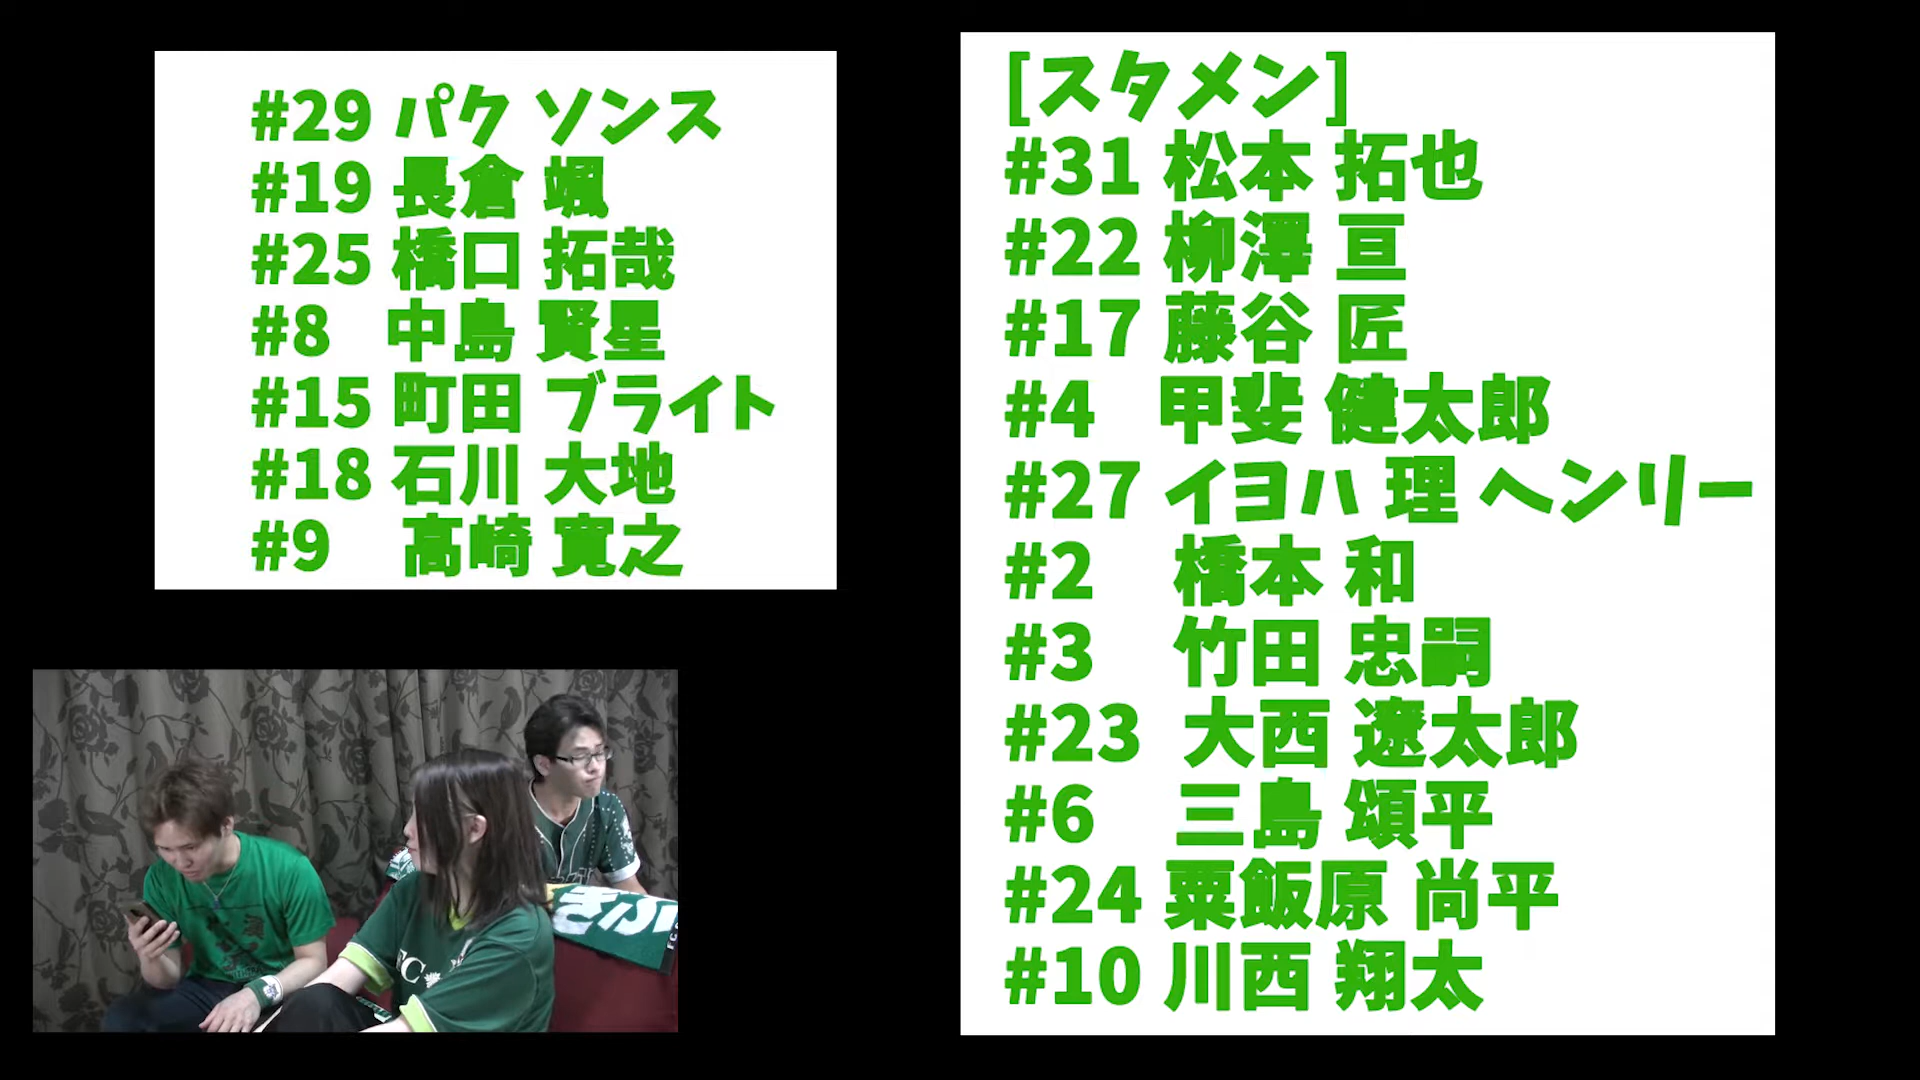 #29 パク ソンス
#19 長倉 颯
#25 橋口 拓哉
#8 中島 賢星
#15 町田 ブライト
#18 石川 大地
#9 髙崎 寛之
[スタメン]
#31 松本 拓也
#22 柳澤 亘
#17 藤谷 匠
#4 甲斐 健太郎
#27 イヨハ 理 ヘンリー
#2 橋本 和
#3 竹田 忠嗣
#23 大西 遼太郎
#6 三島 頌平
#24 粟飯原 尚平
#10 川西 翔太
ぎふ